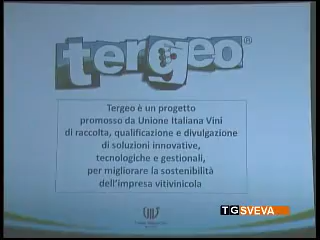 tergeo®
Tergeo è un progetto
promosso da Unione Italiana Vini
di raccolta, qualificazione e divulgazione
di soluzioni innovative,
tecnologiche e gestionali,
per migliorare la sostenibilità
dell'impresa vitivinicola
TGSVEVA